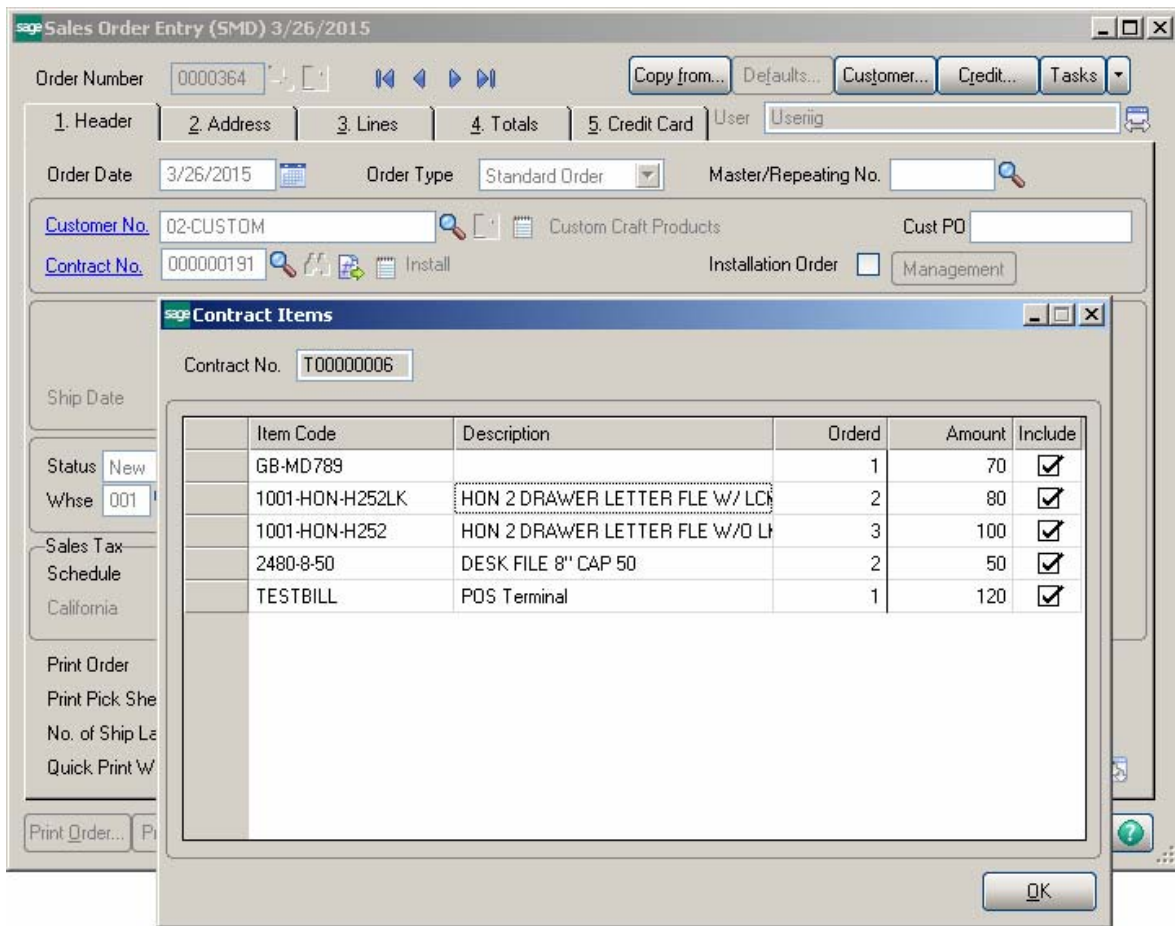 sage Sales Order Entry (SMD) 3/26/2015
Order Number 0000364 Copy from... Defaults... Customer... Credit... Tasks
1. Header 2. Address 3. Lines 4. Totals 5. Credit Card User Useriig
Order Date 3/26/2015 Order Type Standard Order Master/Repeating No.
Customer No. 02-CUSTOM Custom Craft Products Cust PO
Contract No. 000000191 Install Installation Order Management
sage Contract Items
Contract No. T00000006
Ship Date
Item Code Description Orderd Amount Include
Status New
Whse 001
Sales Tax
Schedule
California
GB-MD789 1 70
1001-HON-H252LK HON 2 DRAWER LETTER FLE W/ LCK 2 80
1001-HON-H252 HON 2 DRAWER LETTER FLE W/O LK 3 100
2480-8-50 DESK FILE 8" CAP 50 2 50
TESTBILL POS Terminal 1 120
Print Order
Print Pick She
No. of Ship La
Quick Print W
Print Order...
OK